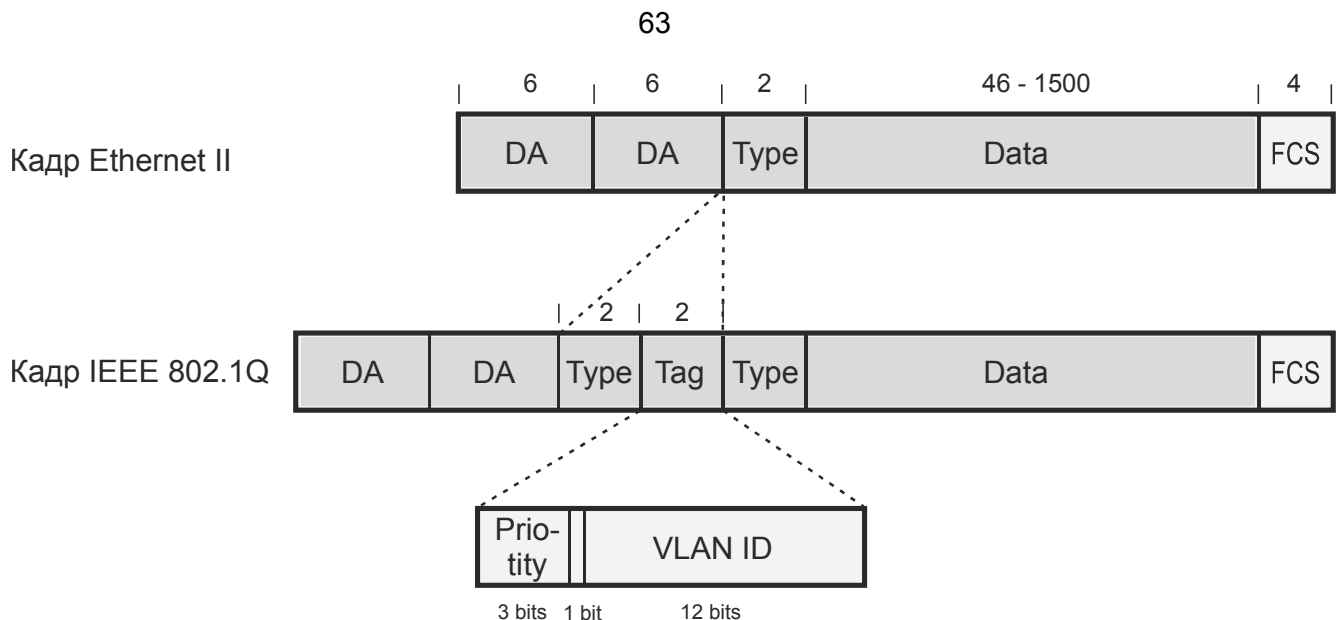 63
6 6 2 46 - 1500 4
Кадр Ethernet II DA DA Type Data FCS
2 2
Кадр IEEE 802.1Q DA DA Type Tag Type Data FCS
Prio-
tity
VLAN ID
3 bits 1 bit 12 bits